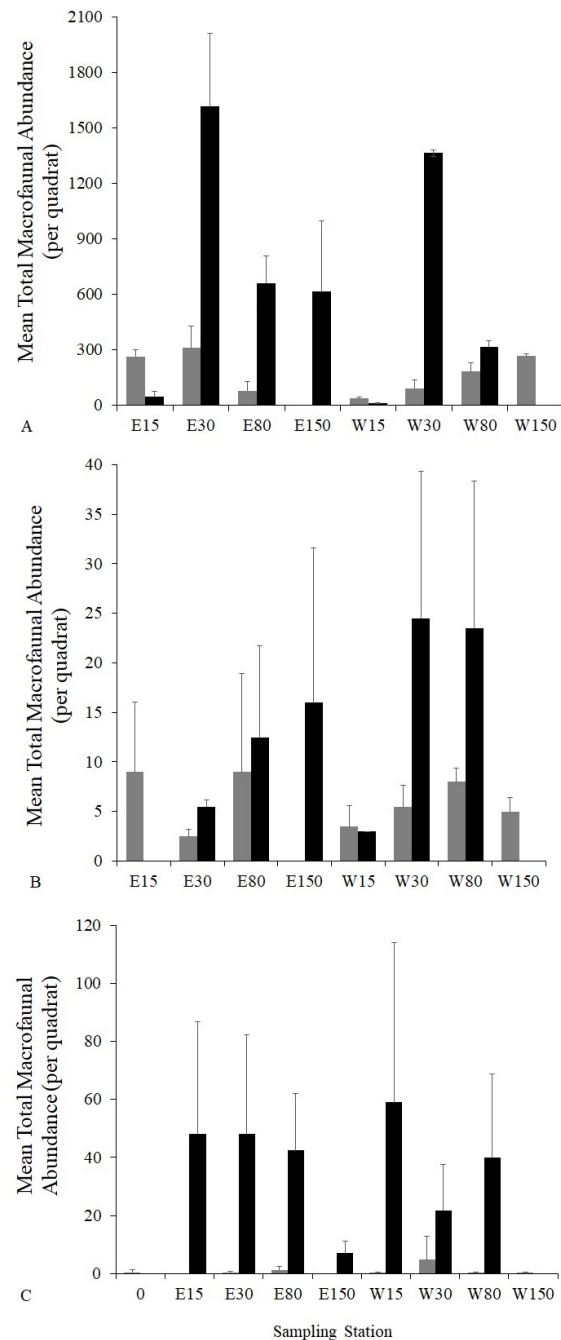 Mean Total Macrofaunal Abundance
(per quadrat)
2100
1800
1500
1200
900
600
300
0
E15 E30 E80 E150 W15 W30 W80 W150
A
Mean Total Macrofaunal Abundance
(per quadrat)
40
35
30
25
20
15
10
5
0
E15 E30 E80 E150 W15 W30 W80 W150
B
Mean Total Macrofaunal
Abundance (per quadrat)
120
100
80
60
40
20
0
0 E15 E30 E80 E150 W15 W30 W80 W150
C
Sampling Station